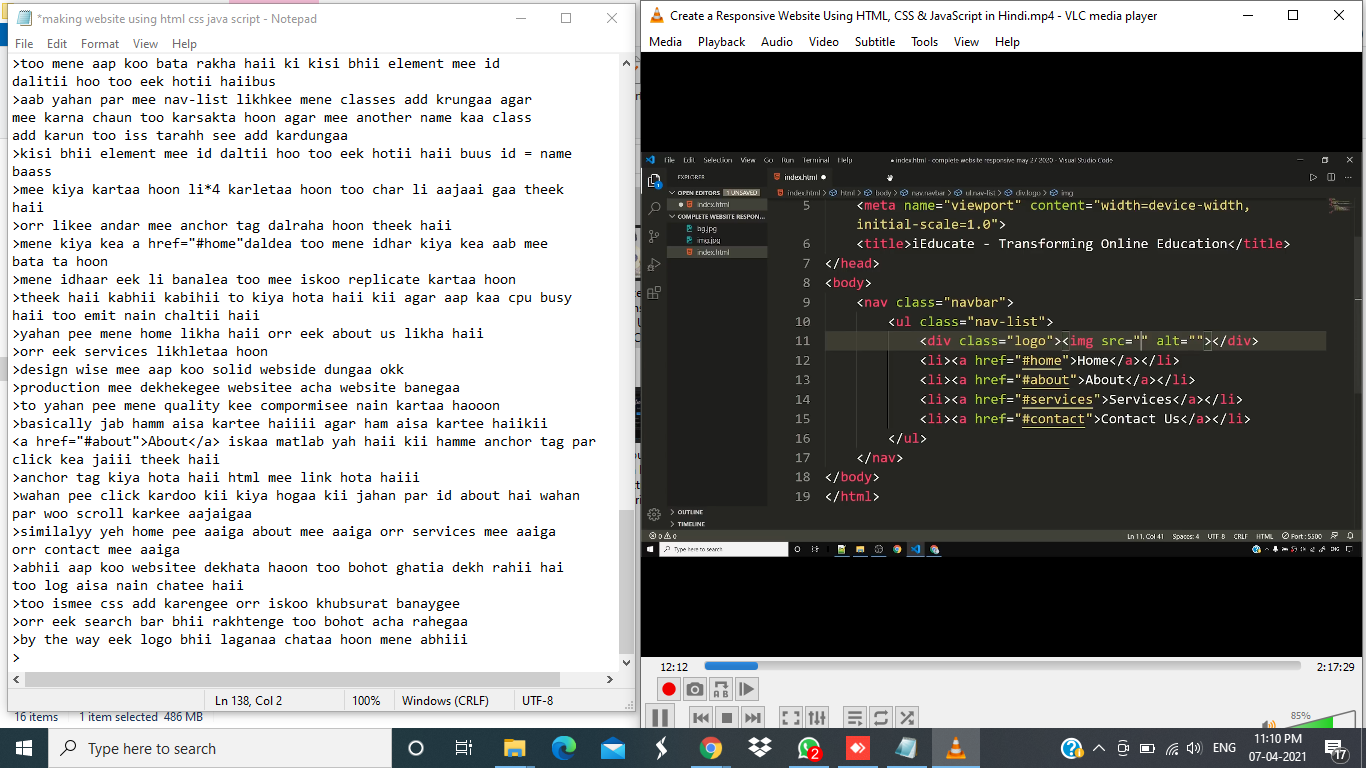 *making website using html css java script - Notepad
File Edit Format View Help
>too mene aap koo bata rakha haii ki kisi bhii element mee id
dalitii hoo too eek hotii haiibus
>aab yahan par mee nav-list likhkee mene classes add krungaa agar
mee karna chaun too karsakta hoon agar mee another name kaa class
add karun too iss tarahh see add kardungaa
>kisi bhii element mee id daltii hoo too eek hotii haii buus id = name
baass
>mee kiya kartaa hoon li*4 karletaa hoon too char li aajaai gaa theek
haii
>orr likee andar mee anchor tag dalraha hoon theek haii
>mene kiya kea a href="#home"daldea too mene idhar kiya kea aab mee
bata ta hoon
>mene idhaar eek li banalea too mee iskoo replicate kartaa hoon
>theek haii kabhii kabihii to kiya hota haii kii agar aap kaa cpu busy
haii too emit nain chaltii haii
>yahan pee mene home likha haii orr eek about us likha haii
>orr eek services likhletaa hoon
>design wise mee aap koo solid webside dungaa okk
>production mee dekhekegee websitee acha website banegaa
>to yahan pee mene quality kee compormisee nain kartaa haooon
>basically jab hamm aisa kartee haiiii agar ham aisa kartee haiikii
<a href="#about">About</a> iskaa matlab yah haii kii hamme anchor tag par
click kea jaiii theek haii
>anchor tag kiya hota haii html mee link hota haiii
>wahan pee click kardoo kii kiya hogaa kii jahan par id about hai wahan
par woo scroll karkee aajaigaa
>similalyy yeh home pee aaiga about mee aaiga orr services mee aaiga
orr contact mee aaiga
>abhii aap koo websitee dekhata haoon too bohot ghatia dekh rahii hai
too log aisa nain chatee haii
>too ismee css add karengee orr iskoo khubsurat banaygee
>orr eek search bar bhii rakhtenge too bohot acha rahegaa
>by the way eek logo bhii laganaa chataa hoon mene abhiii
>
Ln 138, Col 2 100% Windows (CRLF) UTF-8
16 items 1 item selected 486 MB
Create a Responsive Website Using HTML, CSS & JavaScript in Hindi.mp4 - VLC media player
Media Playback Audio Video Subtitle Tools View Help
File Edit Selection View Go Run Terminal Help
• index.html - complete website responsive may 27 2020 - Visual Studio Code
EXPLORER
index.html
OPEN EDITORS 1 UNSAVED
index.html
COMPLETE WEBSITE RESPON...
bg.jpg
img.jpg
index.html
OUTLINE
TIMELINE
index.html > html > body > nav.navbar > ul.nav-list > div.logo > img
5 <meta name="viewport" content="width=device-width,
initial-scale=1.0">
6 <title>iEducate - Transforming Online Education</title>
7 </head>
8 <body>
9 <nav class="navbar">
10 <ul class="nav-list">
11 <div class="logo"><img src="" alt=""></div>
12 <li><a href="#home">Home</a></li>
13 <li><a href="#about">About</a></li>
14 <li><a href="#services">Services</a></li>
15 <li><a href="#contact">Contact Us</a></li>
16 </ul>
17 </nav>
18 </body>
19 </html>
0 0 Ln 11, Col 41 Spaces: 4 UTF-8 CRLF HTML Port : 5500
Type here to search
12:12 2:17:29
85%
Type here to search
2
ENG
11:10 PM
07-04-2021
17